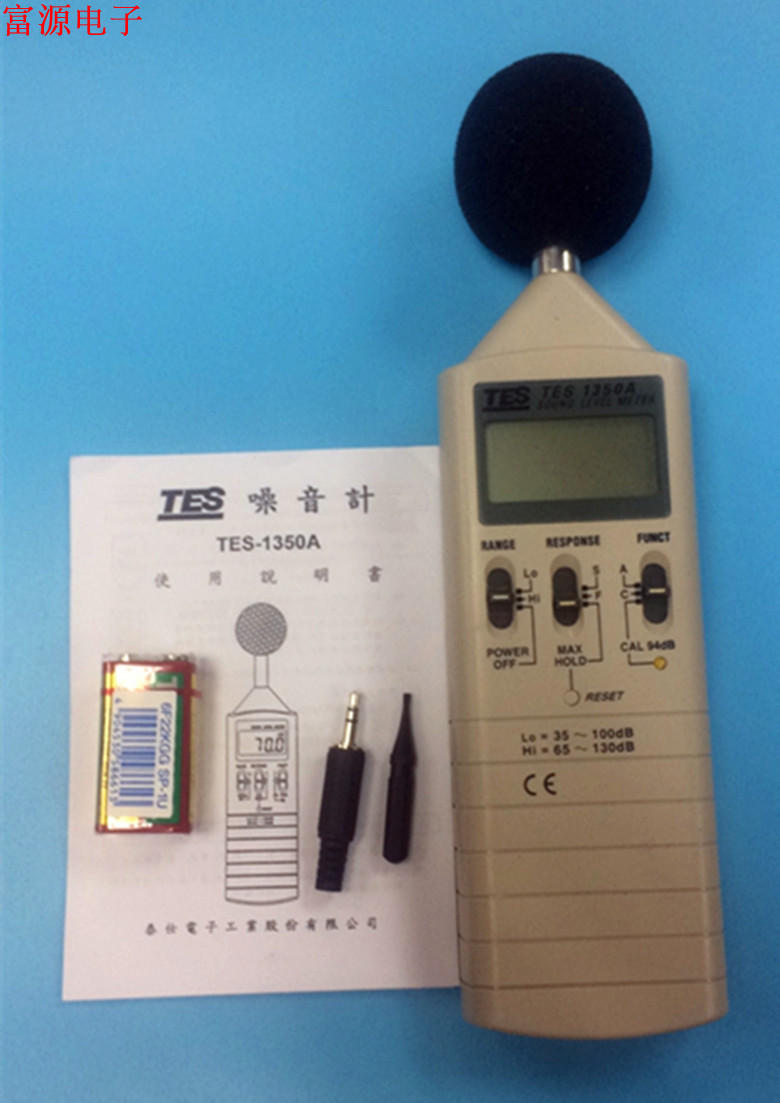 富源电子
TES TES 1350A
SOUND LEVEL METER
RANGE RESPONSE FUNCT
Lo S A
Hi F C
POWER OFF
MAX HOLD
CAL 94dB
RESET
Lo = 35 ~ 100dB
Hi = 65 ~ 130dB
CE
TES 噪音計
TES-1350A
使用說明書
70.0
泰仕電子工業股份有限公司
6F22KGG SP-1U